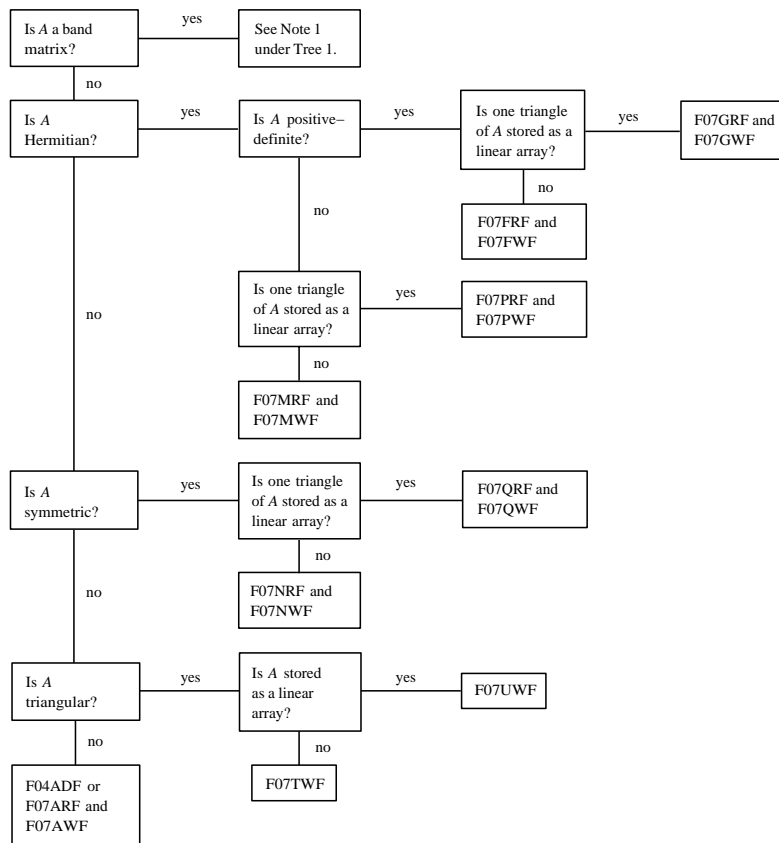 Is A a band
matrix?
yes
See Note 1
under Tree 1.
no
Is A
Hermitian?
yes
Is A positive–
definite?
yes
Is one triangle
of A stored as a
linear array?
yes
F07GRF and
F07GWF
no
F07FRF and
F07FWF
no
Is one triangle
of A stored as a
linear array?
yes
F07PRF and
F07PWF
no
F07MRF and
F07MWF
no
Is A
symmetric?
yes
Is one triangle
of A stored as a
linear array?
yes
F07QRF and
F07QWF
no
F07NRF and
F07NWF
no
Is A
triangular?
yes
Is A stored
as a linear
array?
yes
F07UWF
no
F07TWF
no
F04ADF or
F07ARF and
F07AWF